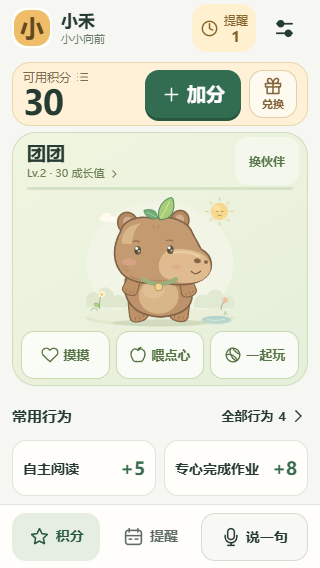 小
小禾
小小向前
提醒
1
可用积分
30
+ 加分
兑换
团团
Lv.2 · 30 成长值 >
换伙伴
摸摸
喂点心
一起玩
常用行为
全部行为 4 >
自主阅读 +5
专心完成作业 +8
积分
提醒
说一句